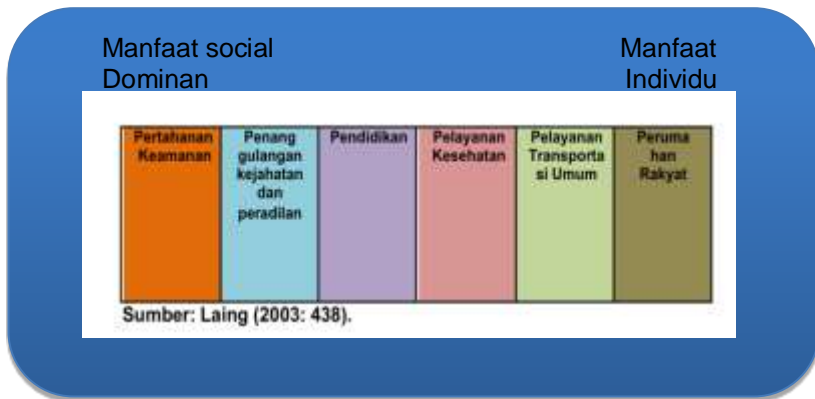 Manfaat social
Dominan
Manfaat
Individu
Pertahanan
Keamanan
Penang
gulangan
kejahatan
dan
peradilan
Pendidikan
Pelayanan
Kesehatan
Pelayanan
Transporta
si Umum
Peruma
han
Rakyat
Sumber: Laing (2003: 438).